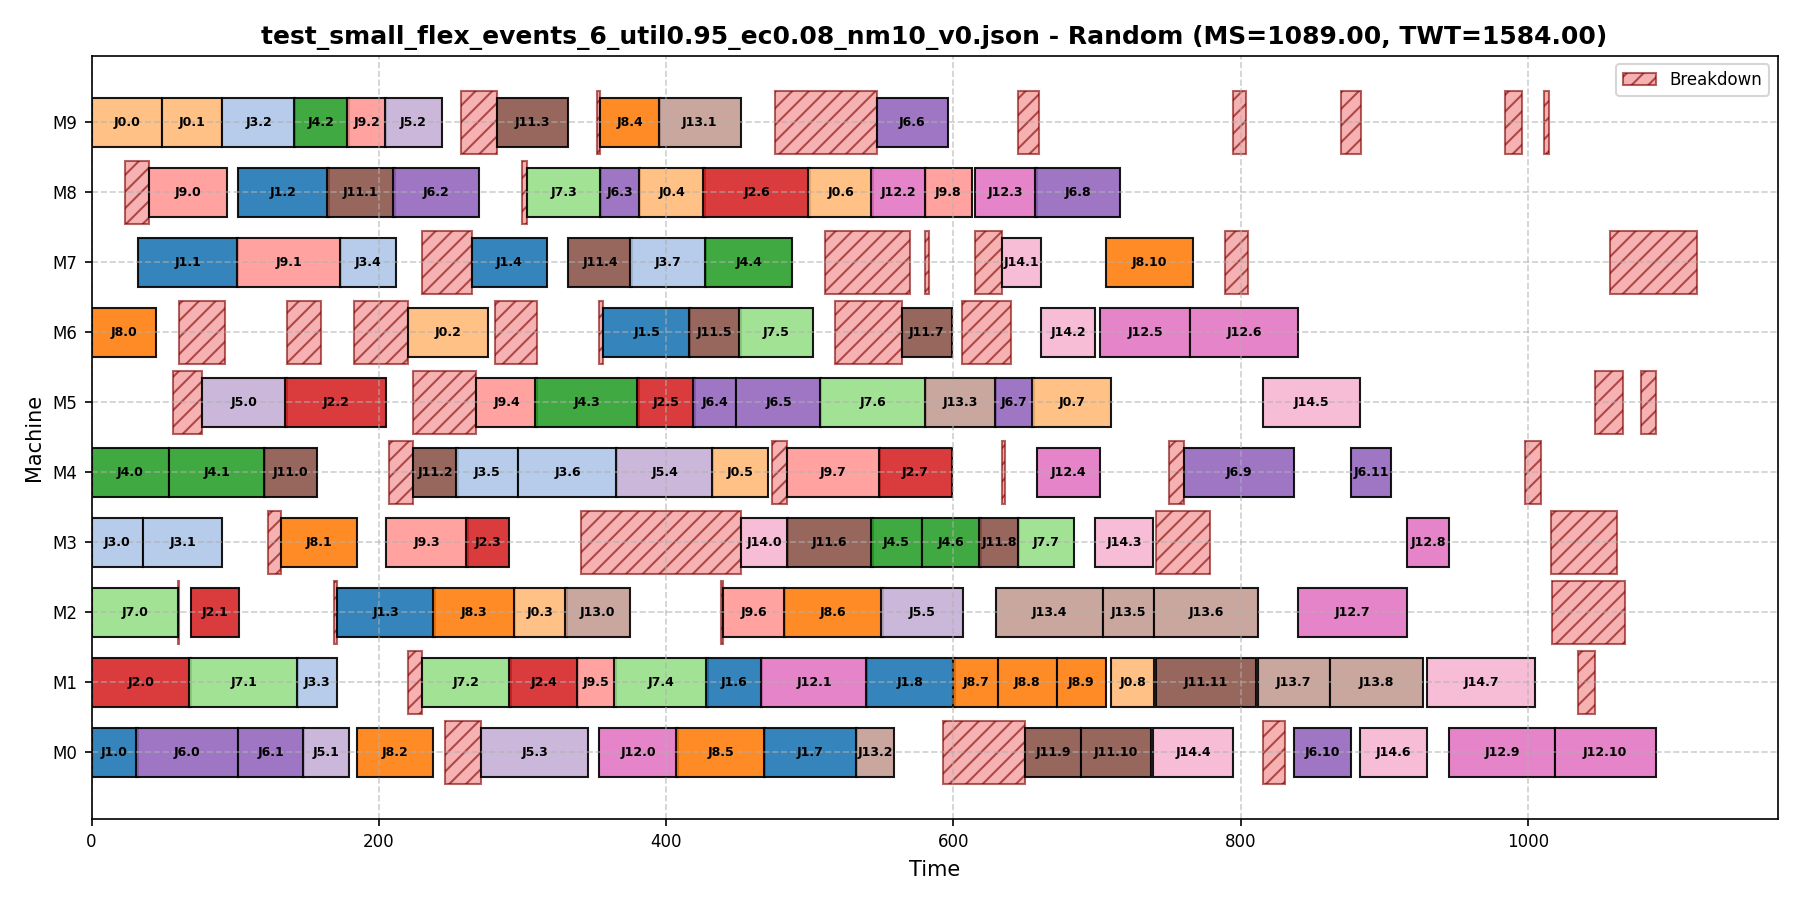 test_small_flex_events_6_util0.95_ec0.08_nm10_v0.json - Random (MS=1089.00, TWT=1584.00)
Breakdown
M9 J0.0 J0.1 J3.2 J4.2 J9.2 J5.2 J11.3 J8.4 J13.1 J6.6
M8 J9.0 J1.2 J11.1 J6.2 J7.3 J6.3 J0.4 J2.6 J0.6 J12.2 J9.8 J12.3 J6.8
M7 J1.1 J9.1 J3.4 J1.4 J11.4 J3.7 J4.4 J14.1 J8.10
M6 J8.0 J0.2 J1.5 J11.5 J7.5 J11.7 J14.2 J12.5 J12.6
M5 J5.0 J2.2 J9.4 J4.3 J2.5 J6.4 J6.5 J7.6 J13.3 J6.7 J0.7 J14.5
M4 J4.0 J4.1 J11.0 J11.2 J3.5 J3.6 J5.4 J0.5 J9.7 J2.7 J12.4 J6.9 J6.11
M3 J3.0 J3.1 J8.1 J9.3 J2.3 J14.0 J11.6 J4.5 J4.6 J11.8 J7.7 J14.3 J12.8
M2 J7.0 J2.1 J1.3 J8.3 J0.3 J13.0 J9.6 J8.6 J5.5 J13.4 J13.5 J13.6 J12.7
M1 J2.0 J7.1 J3.3 J7.2 J2.4 J9.5 J7.4 J1.6 J12.1 J1.8 J8.7 J8.8 J8.9 J0.8 J11.11 J13.7 J13.8 J14.7
M0 J1.0 J6.0 J6.1 J5.1 J8.2 J5.3 J12.0 J8.5 J1.7 J13.2 J11.9 J11.10 J14.4 J6.10 J14.6 J12.9 J12.10
Machine
0 200 400 600 800 1000
Time